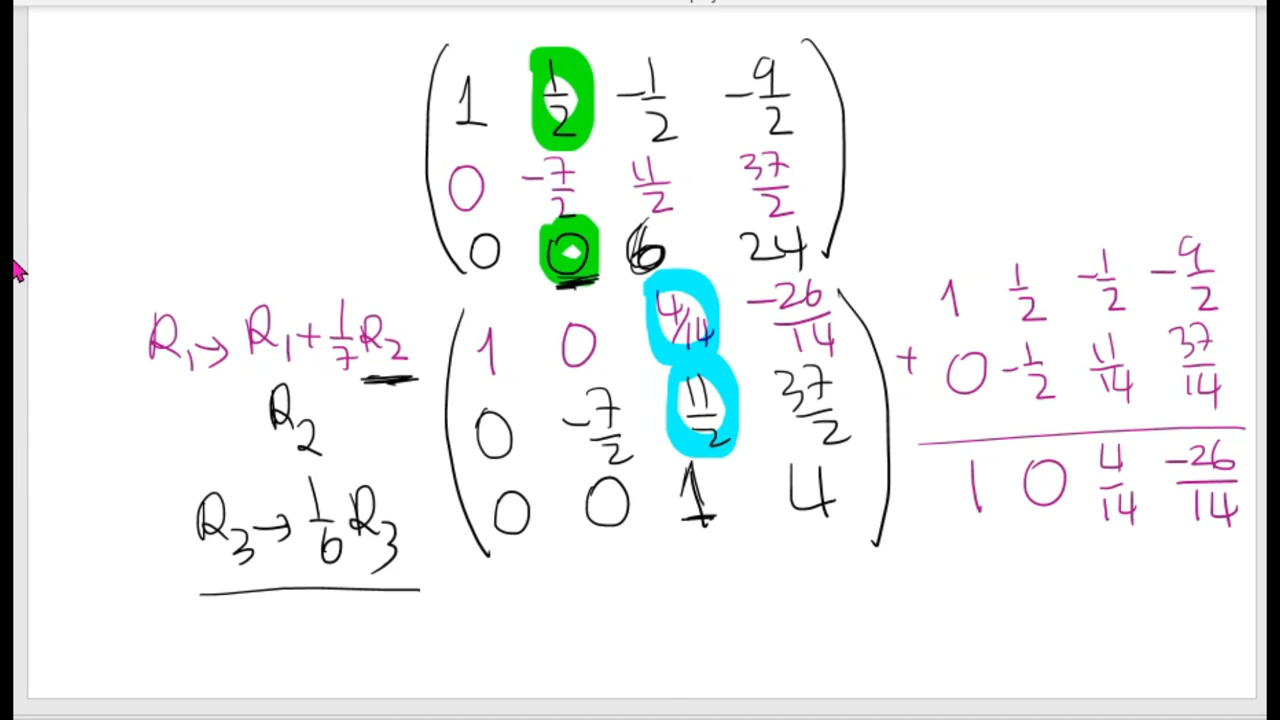 1 1/2 -1/2 -9/2
0 -7/2 11/2 37/2
0 0 6 24
R1 → R1 + 1/7 R2
R2
R3 → 1/6 R3
1 0 4/14 -26/14
0 -7/2 11/2 37/2
0 0 1 4
1 1/2 -1/2 -9/2
+ 0 -1/2 11/14 37/14
1 0 4/14 -26/14